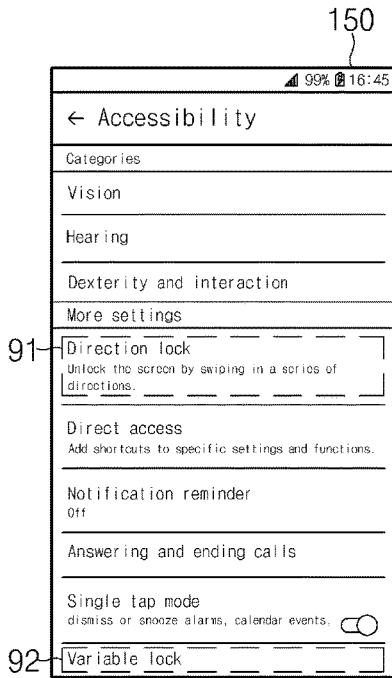 150
99% 16:45
← Accessibility
Categories
Vision
Hearing
Dexterity and interaction
More settings
91
Direction lock
Unlock the screen by swiping in a series of
directions.
Direct access
Add shortcuts to specific settings and functions.
Notification reminder
Off
Answering and ending calls
Single tap mode
dismiss or snooze alarms, calendar events,
92
Variable lock